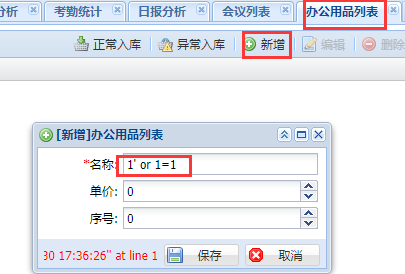 分析 考勤统计 日报分析 会议列表 办公用品列表
正常入库 异常入库 新增 编辑 删除
[新增]办公用品列表
*名称: 1' or 1=1
单价: 0
序号: 0
30 17:36:26" at line 1 保存 取消